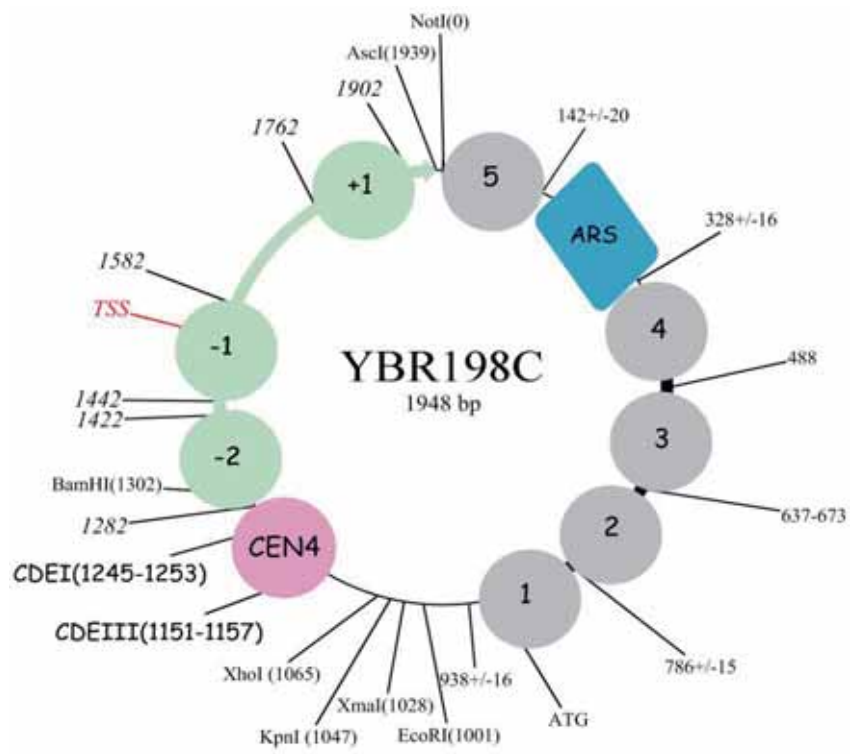 NotI(0)
AscI(1939)
1902
1762
142+/-20
+1
5
ARS
328+/-16
1582
TSS
-1
4
YBR198C
1948 bp
488
1442
1422
3
-2
BamHI(1302)
637-673
1282
2
CEN4
CDEI(1245-1253)
1
CDEIII(1151-1157)
XhoI (1065)
938+/-16
786+/-15
XmaI(1028)
ATG
KpnI (1047)
EcoRI(1001)